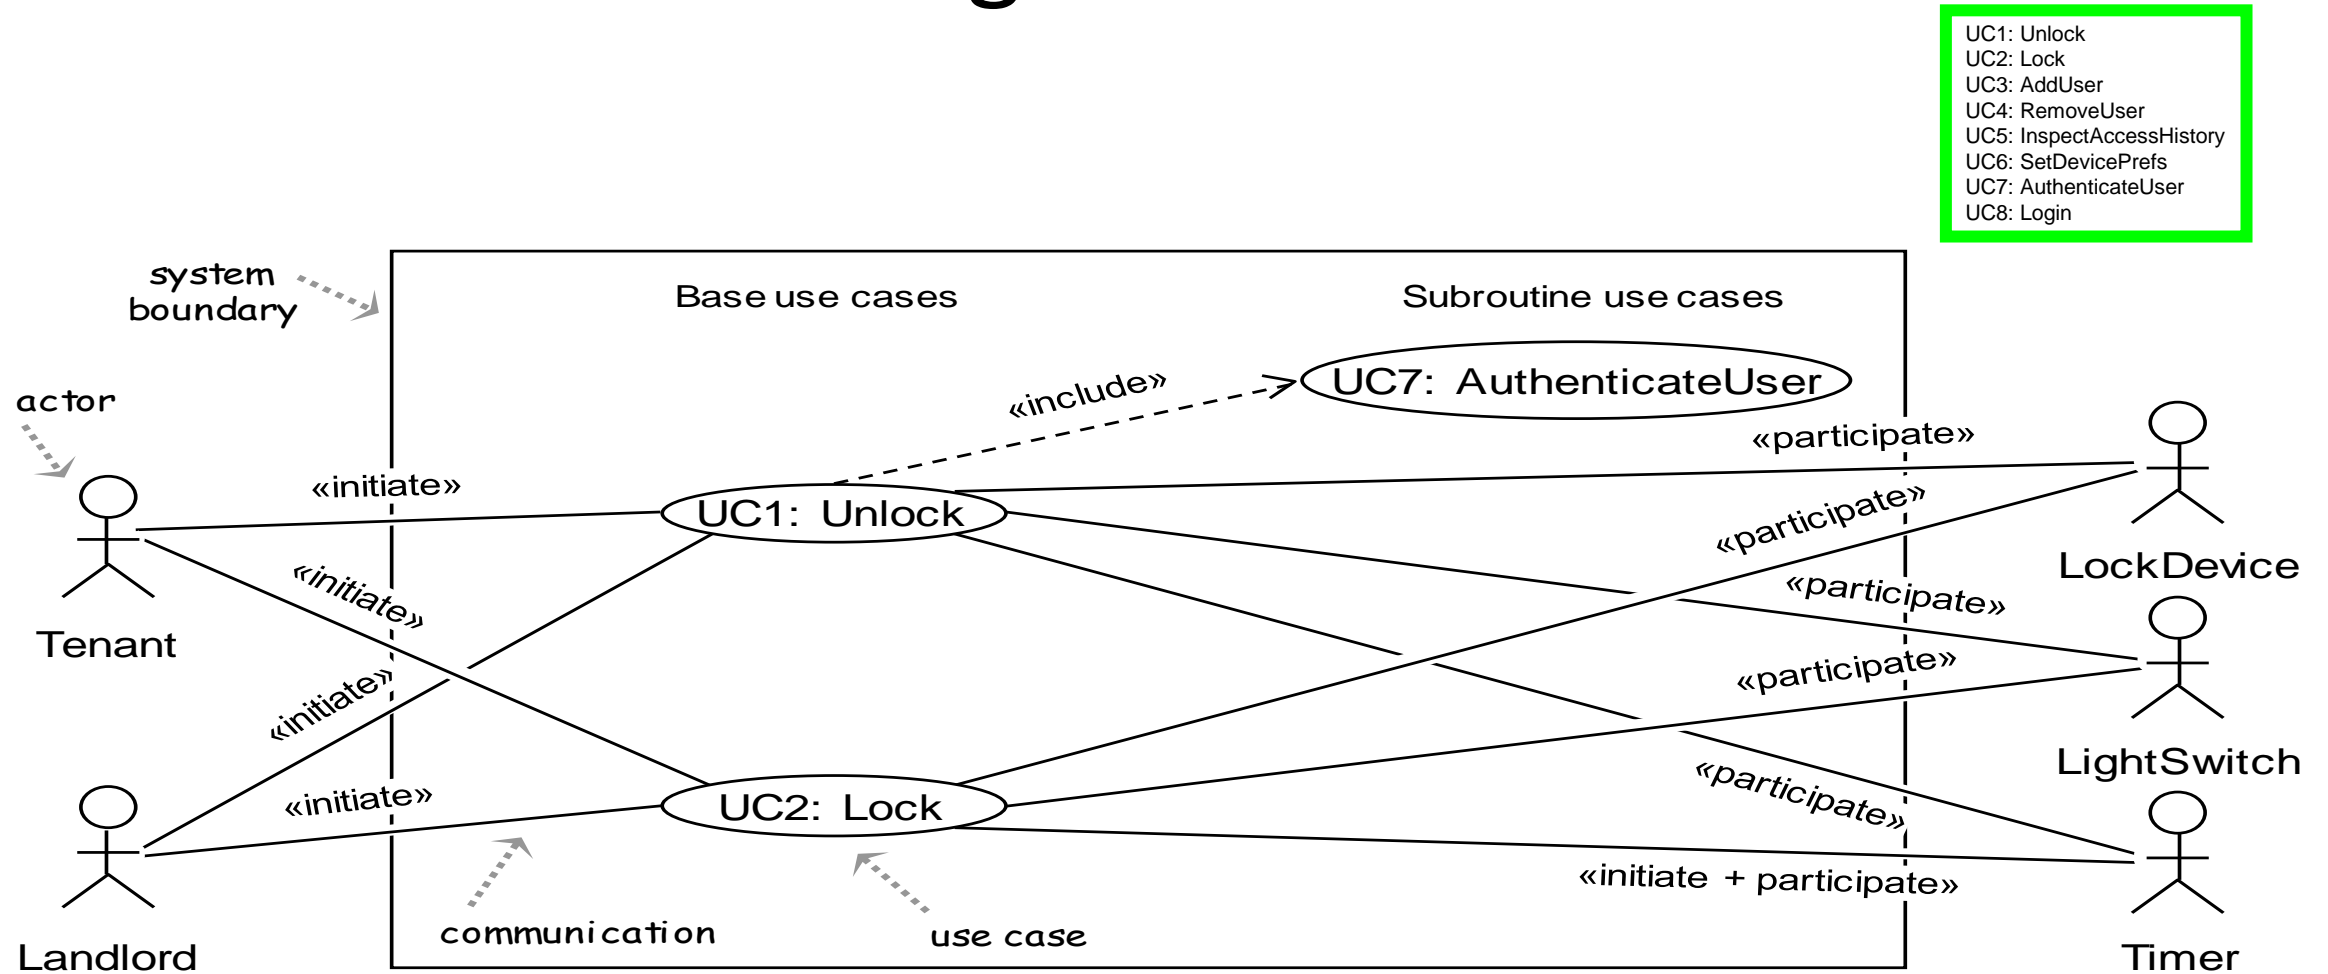 g
UC1: Unlock
UC2: Lock
UC3: AddUser
UC4: RemoveUser
UC5: InspectAccessHistory
UC6: SetDevicePrefs
UC7: AuthenticateUser
UC8: Login
system
boundary
Base use cases
Subroutine use cases
actor
«include»
UC7: AuthenticateUser
«participate»
«initiate»
UC1: Unlock
«participate»
«initiate»
LockDevice
«participate»
Tenant
«initiate»
«participate»
LightSwitch
«initiate»
UC2: Lock
«participate»
«initiate + participate»
communication
use case
Landlord
Timer